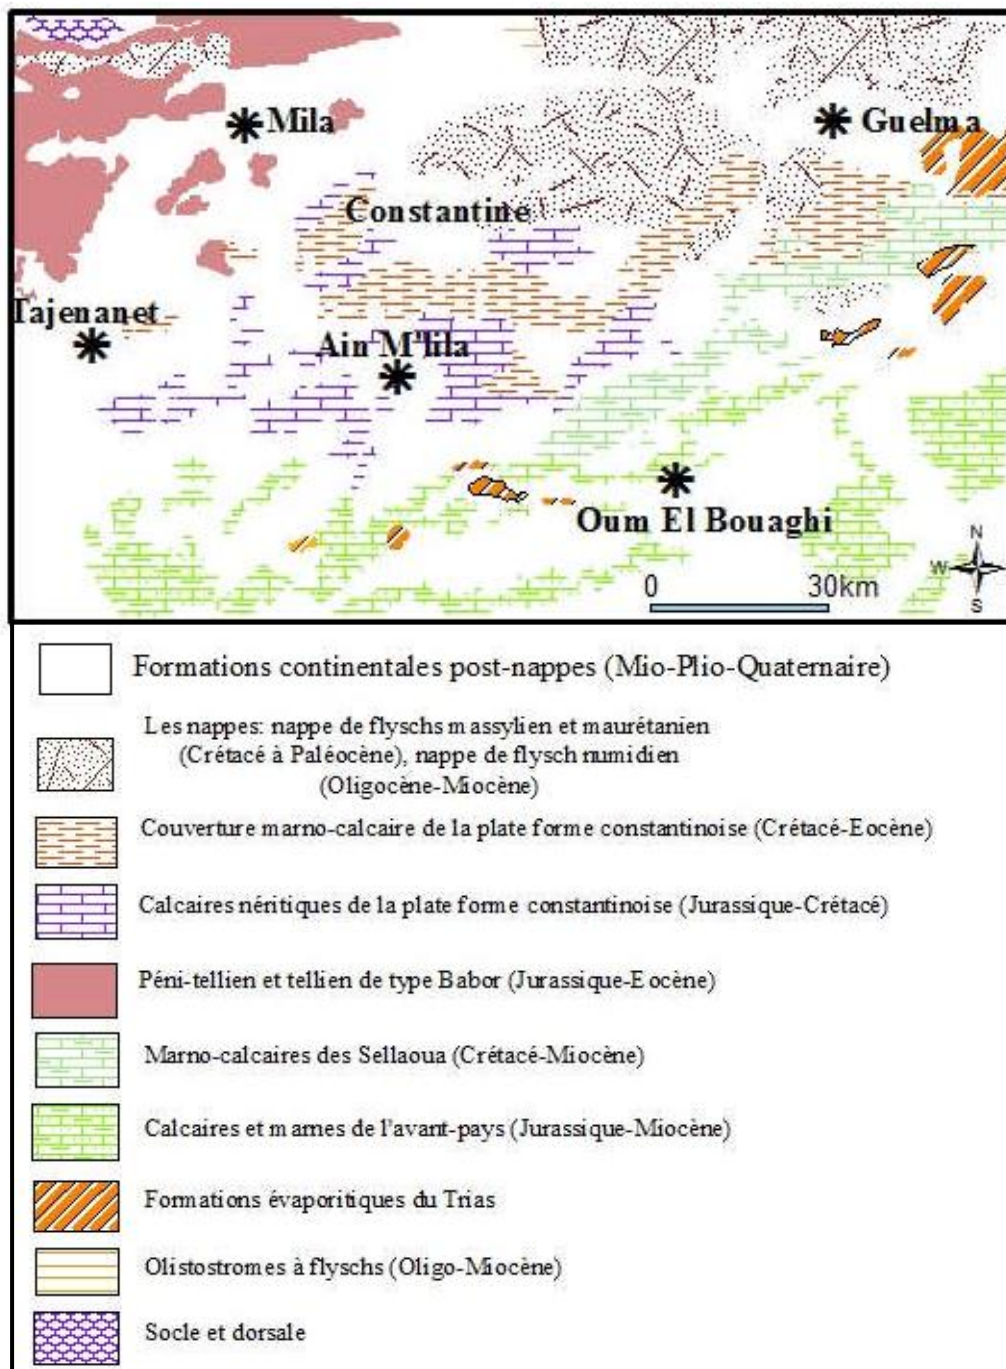 Mila
Guelma
Constantine
Tajenanet
Ain M'lila
Oum El Bouaghi
N
W
S
0 30km
Formations continentales post-nappes (Mio-Plio-Quaternaire)
Les nappes: nappe de flyschs massylien et maurétanien
(Crétacé à Paléocène), nappe de flysch numidien
(Oligocène-Miocène)
Couverture marno-calcaire de la plate forme constantinoise (Crétacé-Eocène)
Calcaires néritiques de la plate forme constantinoise (Jurassique-Crétacé)
Péni-tellien et tellien de type Babor (Jurassique-Eocène)
Marno-calcaires des Sellaoua (Crétacé-Miocène)
Calcaires et marnes de l'avant-pays (Jurassique-Miocène)
Formations évaporitiques du Trias
Olistostromes à flyschs (Oligo-Miocène)
Socle et dorsale